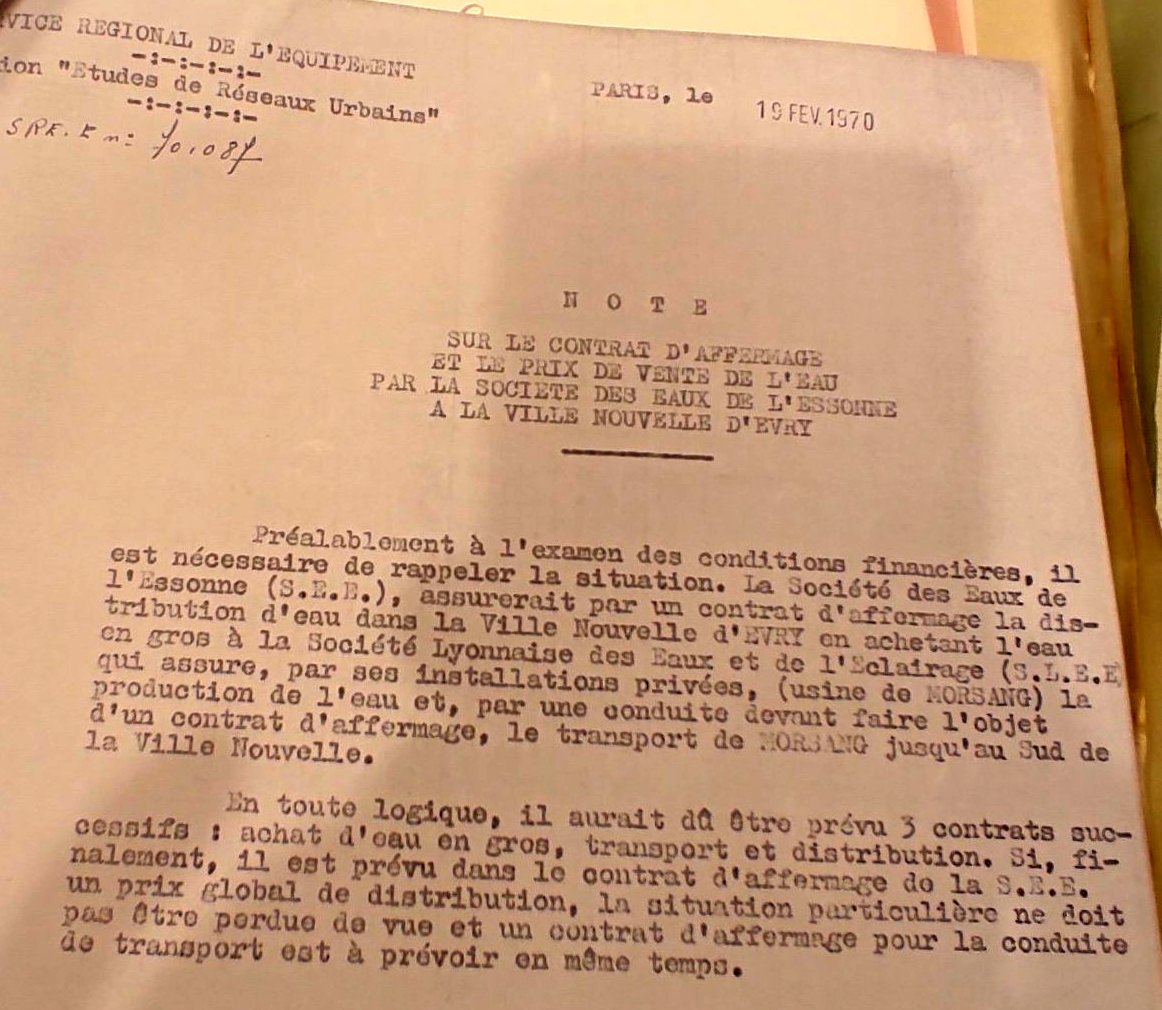 RVICE REGIONAL DE L'EQUIPEMENT
-:-:-:-:-
ion "Etudes de Réseaux Urbains"
-:-:-:-:-
SRE. E n: 70.087
PARIS, le 19 FEV. 1970
N O T E
SUR LE CONTRAT D'AFFERMAGE
ET LE PRIX DE VENTE DE L'EAU
PAR LA SOCIETE DES EAUX DE L'ESSONNE
A LA VILLE NOUVELLE D'EVRY
Préalablement à l'examen des conditions financières, il
est nécessaire de rappeler la situation. La Société des Eaux de
l'Essonne (S.E.E.), assurerait par un contrat d'affermage la dis-
tribution d'eau dans la Ville Nouvelle d'EVRY en achetant l'eau
en gros à la Société Lyonnaise des Eaux et de l'Eclairage (S.L.E.E
qui assure, par ses installations privées, (usine de MORSANG) la
production de l'eau et, par une conduite devant faire l'objet
d'un contrat d'affermage, le transport de MORSANG jusqu'au Sud de
la Ville Nouvelle.
En toute logique, il aurait dû être prévu 3 contrats suc-
cessifs : achat d'eau en gros, transport et distribution. Si, fi-
nalement, il est prévu dans le contrat d'affermage de la S.E.E.
un prix global de distribution, la situation particulière ne doit
pas être perdue de vue et un contrat d'affermage pour la conduite
de transport est à prévoir en même temps.